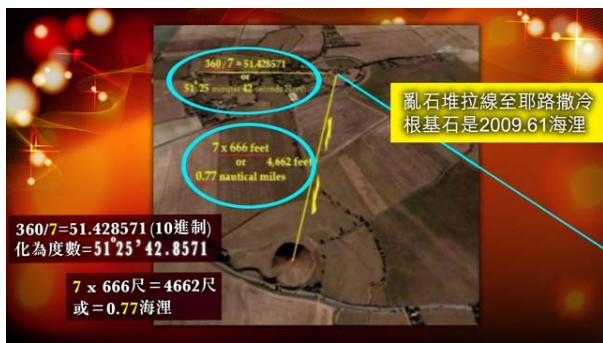 360/7 = 51.428571
or
51° 25 minutes 42 seconds North
7 x 666 feet
or 4,662 feet
0.77 nautical miles
亂石堆拉線至耶路撒冷
根基石是2009.61海浬
360/7=51.428571(10進制)
化為度數=51°25’42.8571
7 x 666尺=4662尺
或=0.77海浬